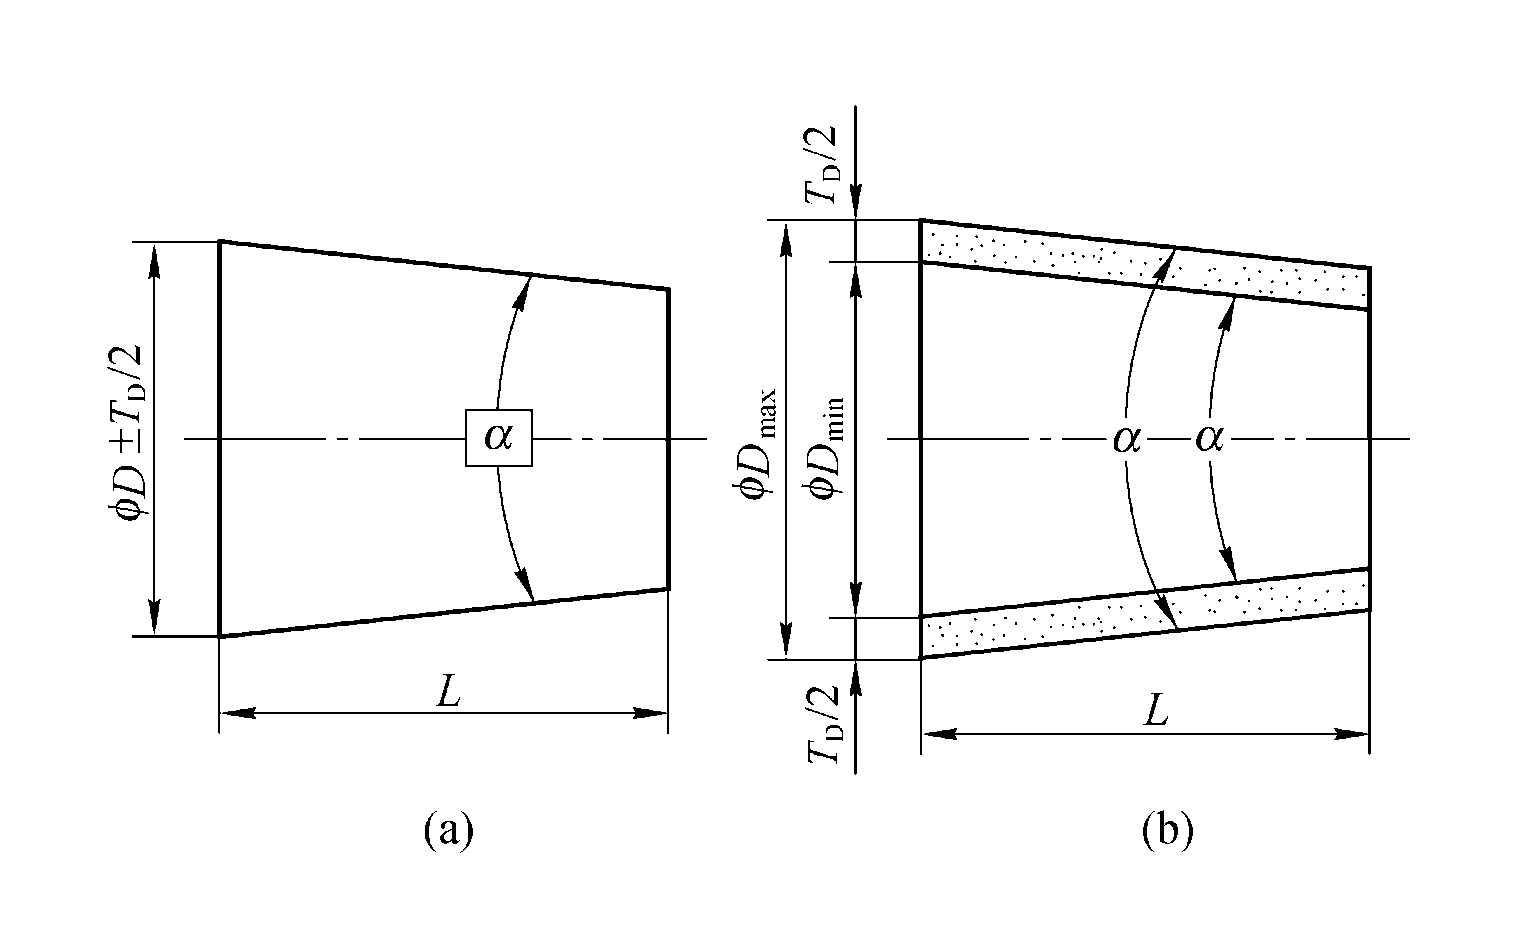 ϕD ±T_D/2
α
L
(a)
T_D/2
ϕD_max
ϕD_min
α
α
T_D/2
L
(b)